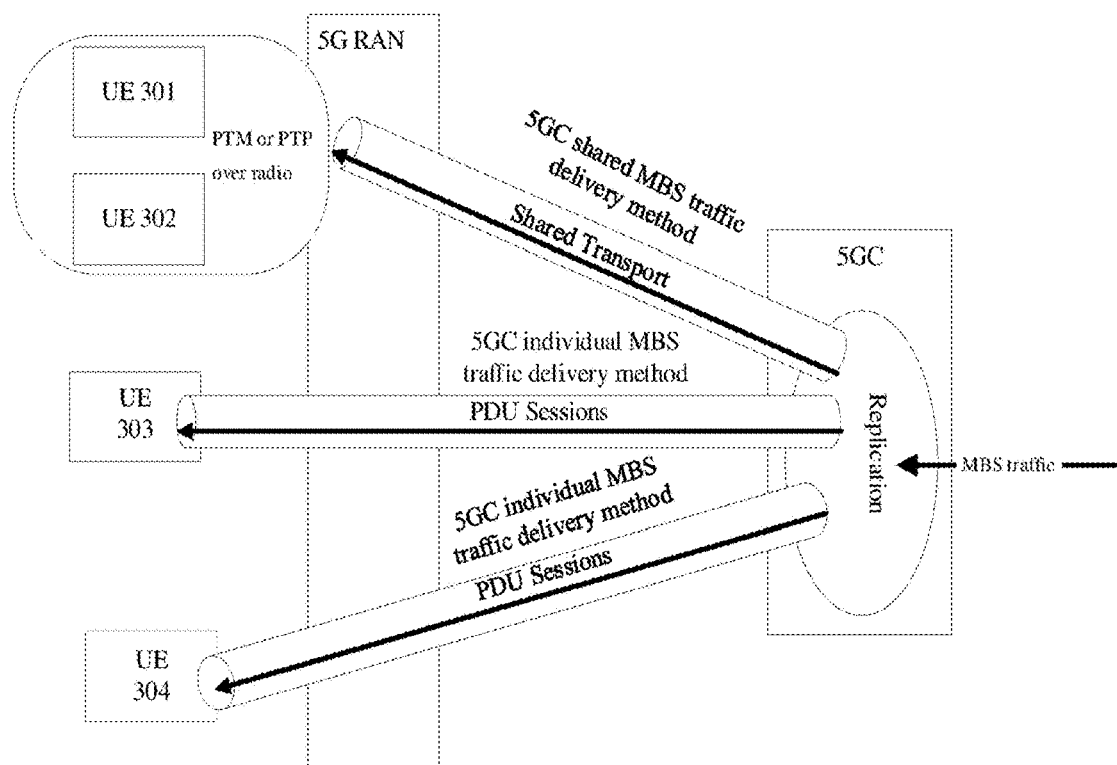 5G RAN
UE 301
PTM or PTP
over radio
UE 302
5GC shared MBS traffic
delivery method
Shared Transport
5GC
5GC individual MBS
traffic delivery method
UE
303
PDU Sessions
Replication
MBS traffic
5GC individual MBS
traffic delivery method
PDU Sessions
UE
304